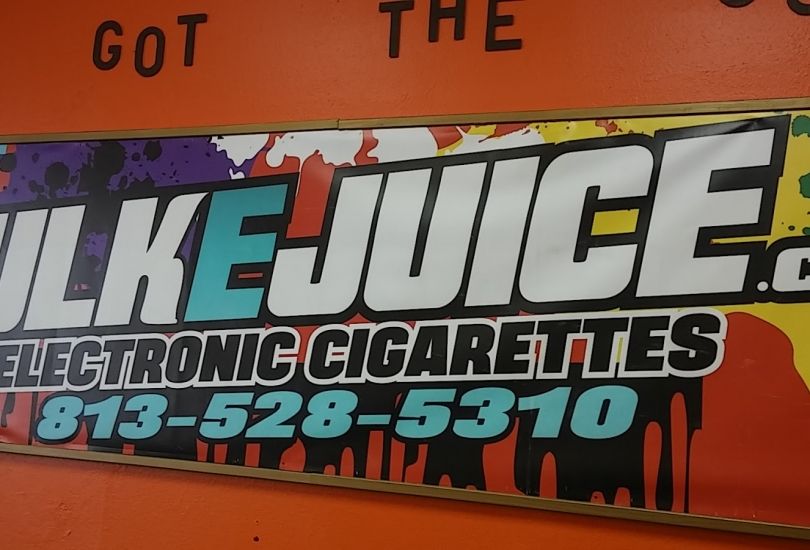 GOT THE
ULKEJUICE.c
ELECTRONIC CIGARETTES
813-528-5310